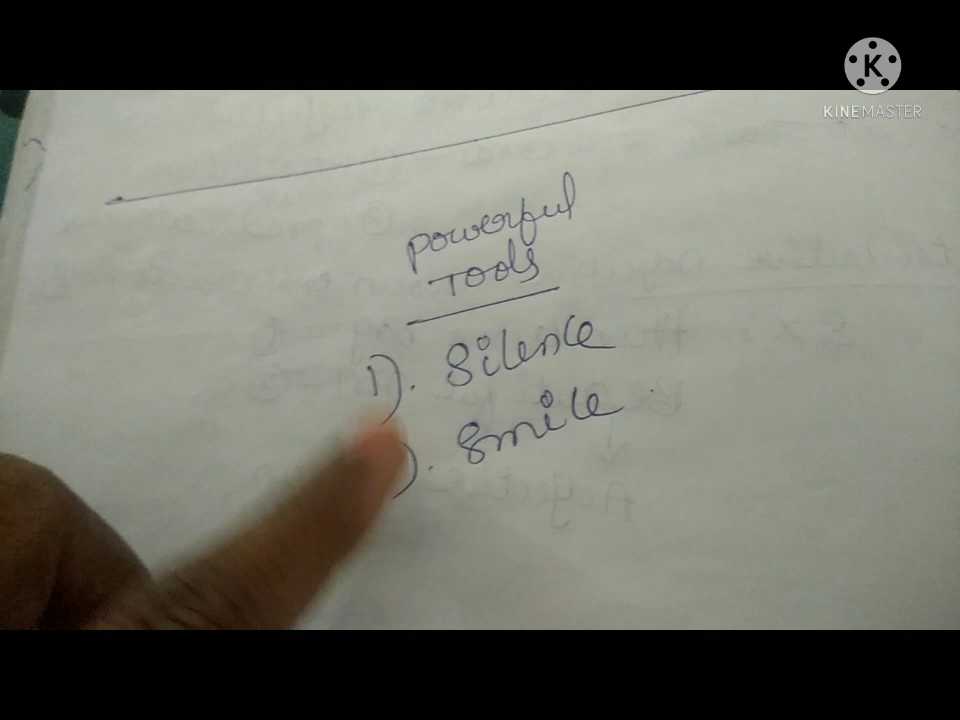 KINEMASTER
powerful
Tools
1). Silence
). Smile